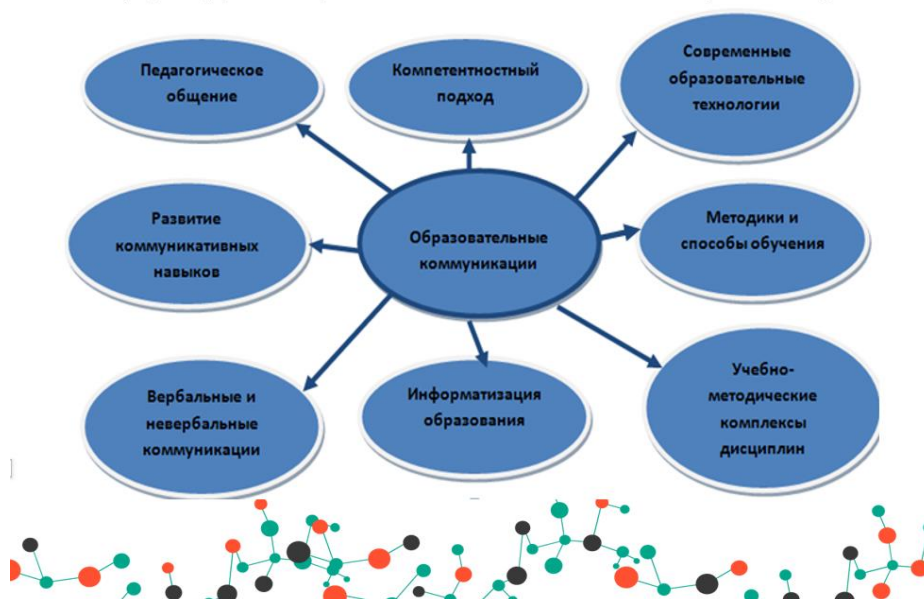 Педагогическое
общение
Компетентностный
подход
Современные
образовательные
технологии
Развитие
коммуникативных
навыков
Образовательные
коммуникации
Методики и
способы обучения
Вербальные и
невербальные
коммуникации
Информатизация
образования
Учебно-
методические
комплексы
дисциплин